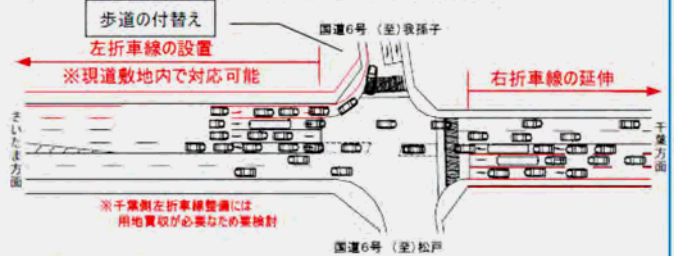 歩道の付替え
国道6号 (至)我孫子
左折車線の設置
※現道敷地内で対応可能
右折車線の延伸
さいたま方面
千葉方面
※千葉側左折車線整備には
用地買収が必要なため要検討
国道6号 (至)松戸